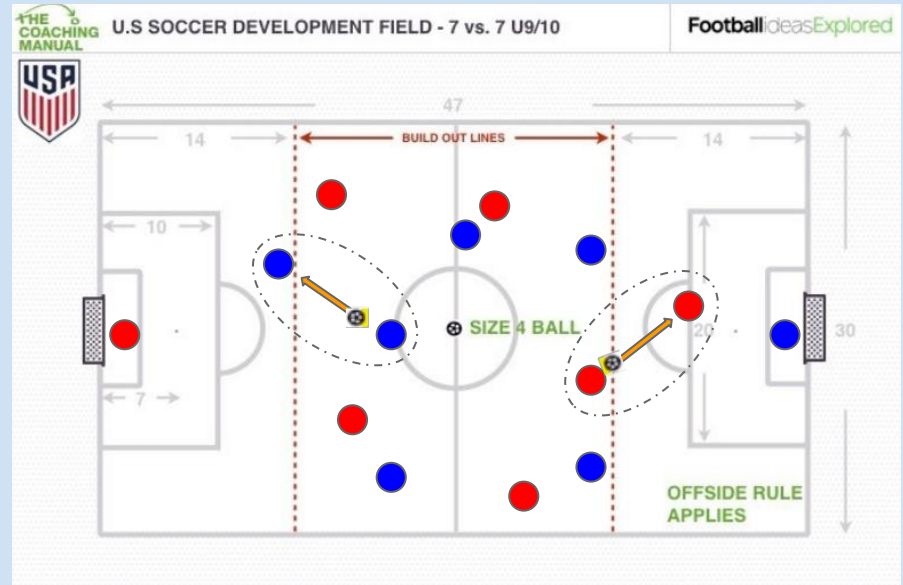 THE
COACHING
MANUAL
U.S SOCCER DEVELOPMENT FIELD - 7 vs. 7 U9/10
FootballideasExplored
USA
47
14
BUILD OUT LINES
14
10
SIZE 4 BALL
20
30
7
OFFSIDE RULE
APPLIES